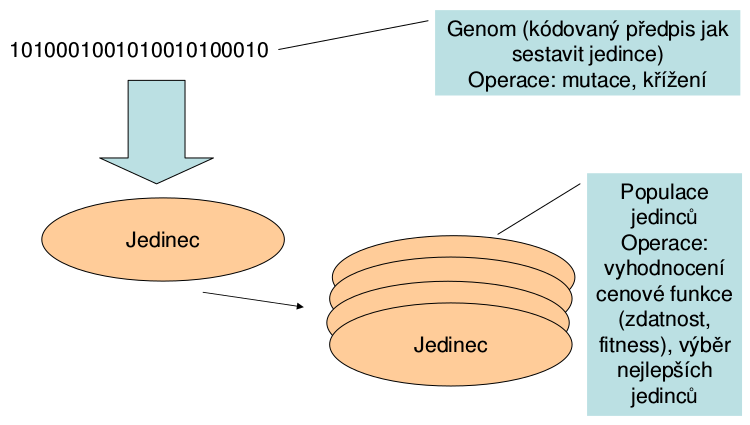 1010001001010010100010
Genom (kódovaný předpis jak
sestavit jedince)
Operace: mutace, křížení
Jedinec
Populace
jedinců
Operace:
vyhodnocení
cenové funkce
(zdatnost,
fitness), výběr
nejlepších
jedinců
Jedinec